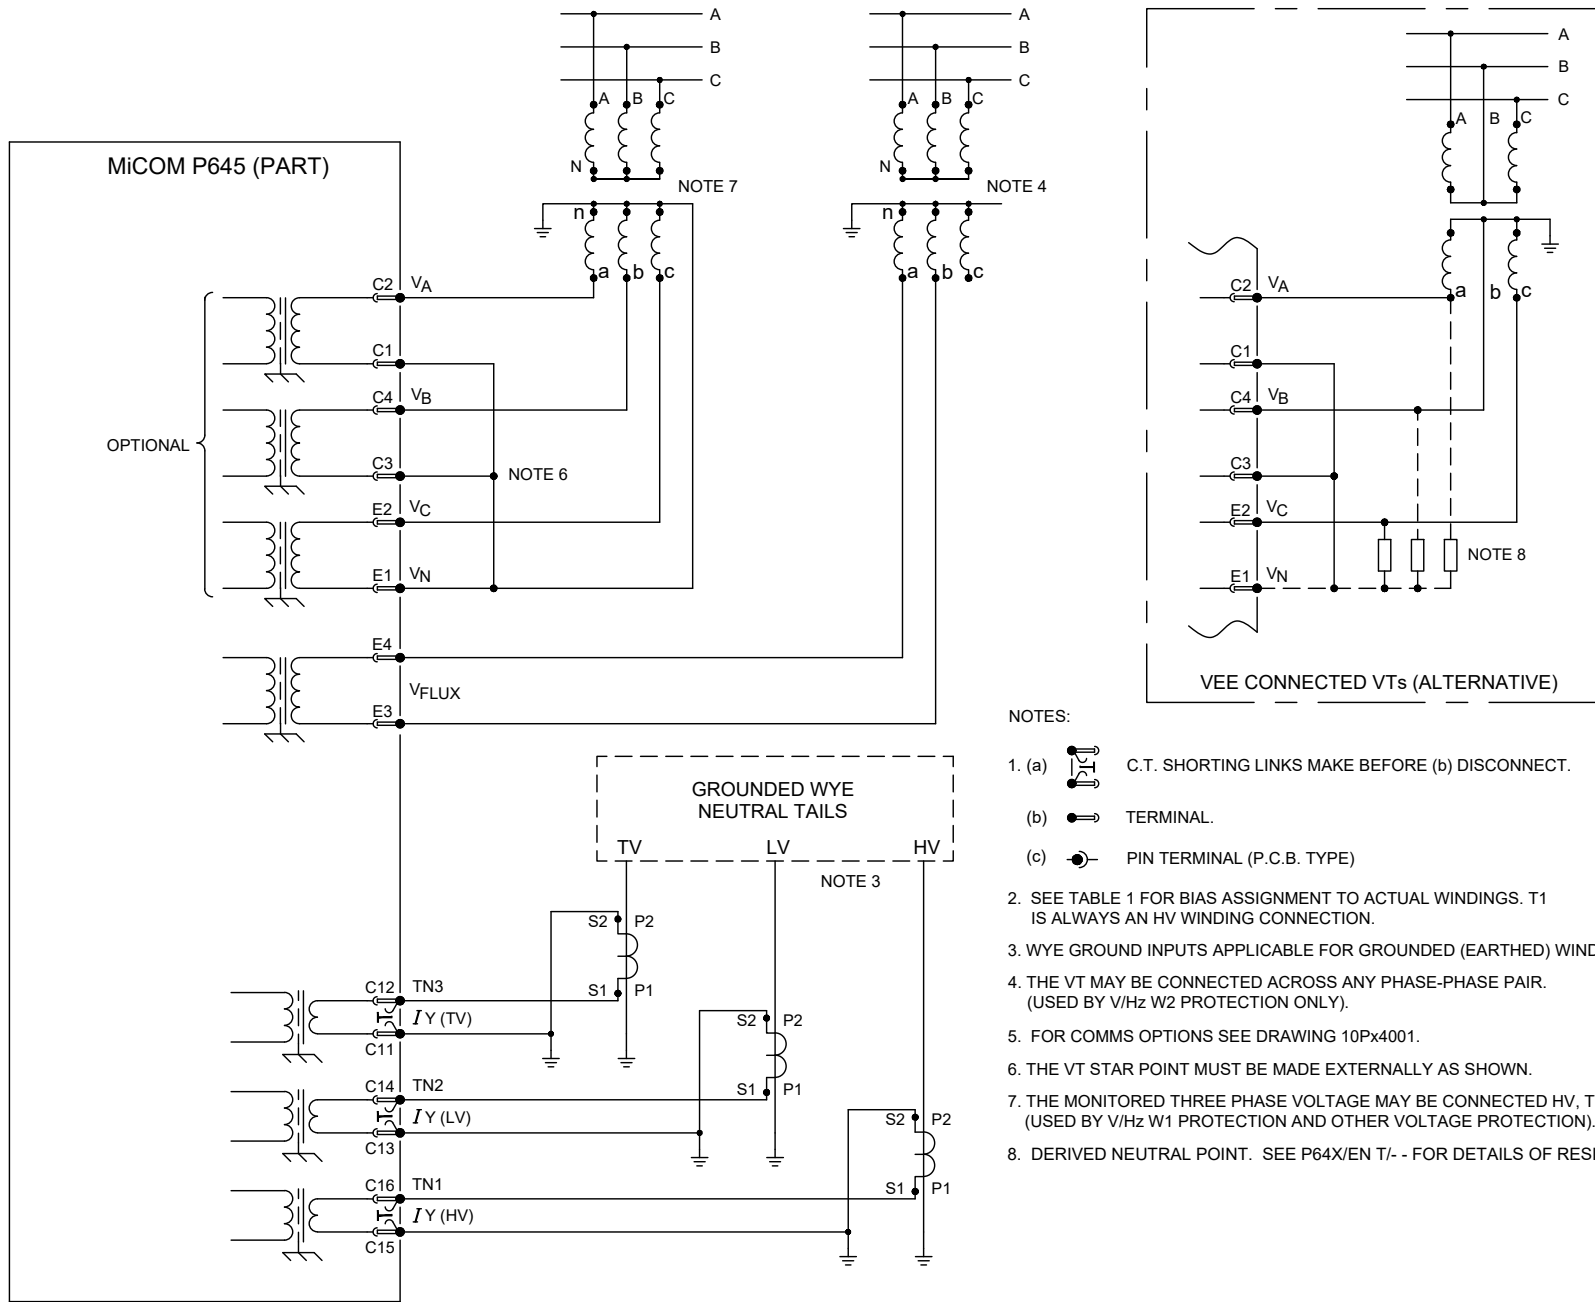 A
B
C
A B C
N
NOTE 7
n
a b c
A
B
C
A B C
N
NOTE 4
n
a b c
A
B
C
A B C
a b c
MiCOM P645 (PART)
C2 VA
C1
C4 VB
OPTIONAL
C3
NOTE 6
E2 VC
E1 VN
E4
VFLUX
E3
C2 VA
C1
C4 VB
C3
E2 VC
NOTE 8
E1 VN
VEE CONNECTED VTs (ALTERNATIVE)
GROUNDED WYE
NEUTRAL TAILS
TV LV HV
NOTE 3
S2 P2
S1 P1
C12 TN3
IY (TV)
C11
S2 P2
S1 P1
C14 TN2
IY (LV)
C13
S2 P2
S1 P1
C16 TN1
IY (HV)
C15
NOTES:
1. (a) C.T. SHORTING LINKS MAKE BEFORE (b) DISCONNECT.
(b) TERMINAL.
(c) PIN TERMINAL (P.C.B. TYPE)
2. SEE TABLE 1 FOR BIAS ASSIGNMENT TO ACTUAL WINDINGS. T1
IS ALWAYS AN HV WINDING CONNECTION.
3. WYE GROUND INPUTS APPLICABLE FOR GROUNDED (EARTHED) WIND
4. THE VT MAY BE CONNECTED ACROSS ANY PHASE-PHASE PAIR.
(USED BY V/Hz W2 PROTECTION ONLY).
5. FOR COMMS OPTIONS SEE DRAWING 10Px4001.
6. THE VT STAR POINT MUST BE MADE EXTERNALLY AS SHOWN.
7. THE MONITORED THREE PHASE VOLTAGE MAY BE CONNECTED HV, T
(USED BY V/Hz W1 PROTECTION AND OTHER VOLTAGE PROTECTION).
8. DERIVED NEUTRAL POINT. SEE P64X/EN T/- - FOR DETAILS OF RESI